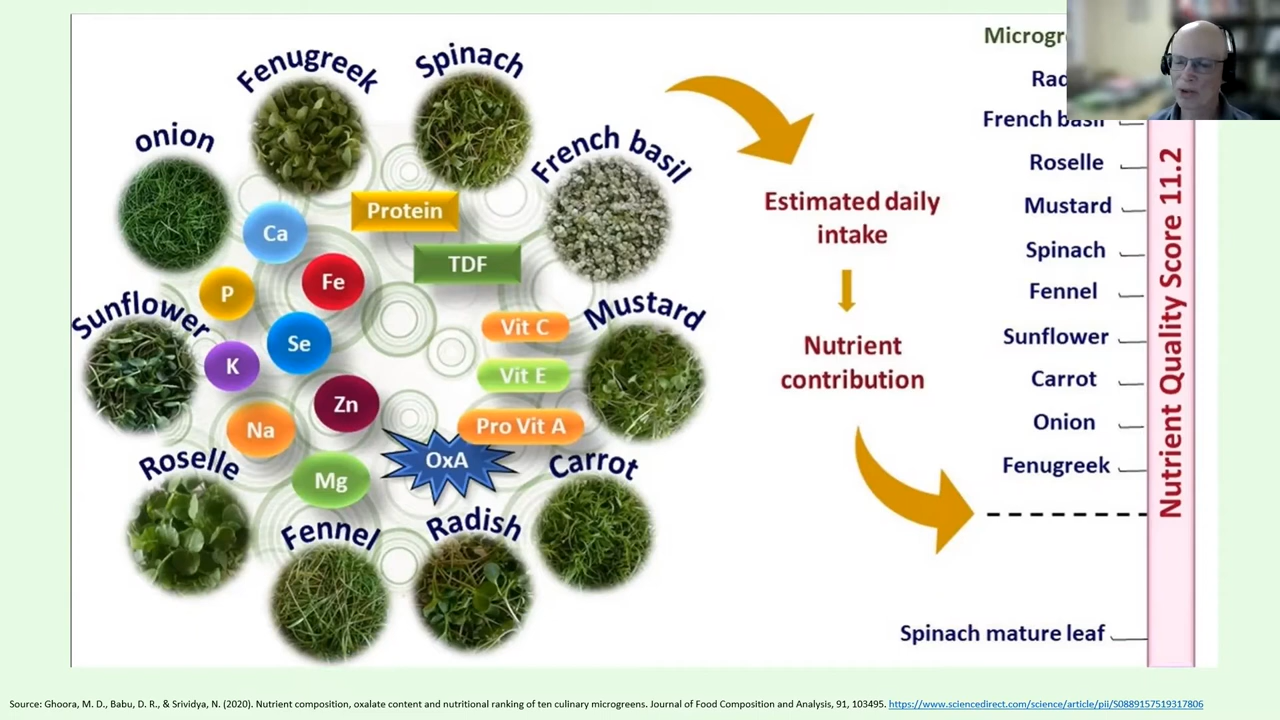 Fenugreek
Spinach
onion
French basil
Protein
Ca
TDF
Fe
P
Sunflower
Mustard
Vit C
Se
K
Vit E
Zn
Na
Pro Vit A
OxA
Roselle
Mg
Carrot
Fennel
Radish
Estimated daily
intake
Nutrient
contribution
French basil
Roselle
Mustard
Spinach
Fennel
Sunflower
Carrot
Onion
Fenugreek
Spinach mature leaf
Nutrient Quality Score 11.2
Source: Ghoora, M. D., Babu, D. R., & Srividya, N. (2020). Nutrient composition, oxalate content and nutritional ranking of ten culinary microgreens. Journal of Food Composition and Analysis, 91, 103495. https://www.sciencedirect.com/science/article/pii/S0889157519317806